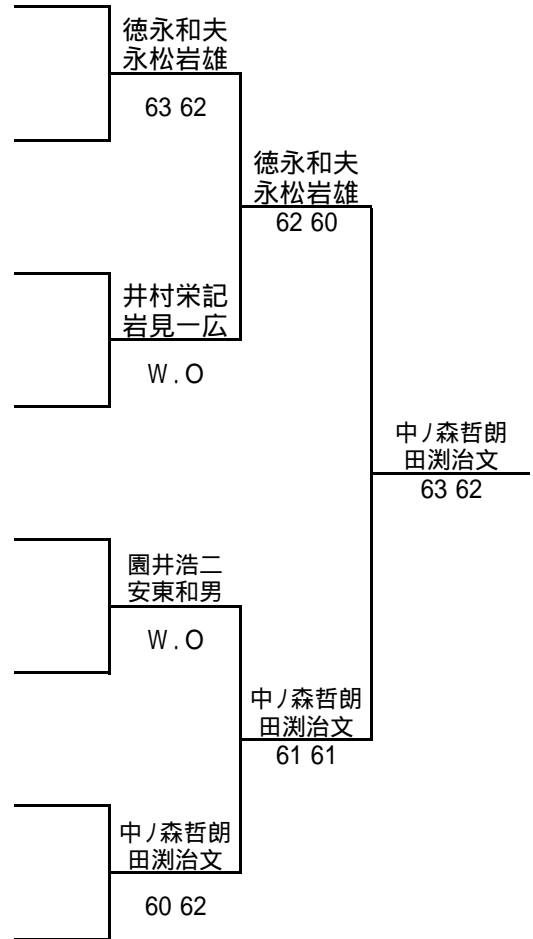 徳永和夫
永松岩雄
63 62
徳永和夫
永松岩雄
62 60
井村栄記
岩見一広
W.O
中ノ森哲朗
田渕治文
63 62
園井浩二
安東和男
W.O
中ノ森哲朗
田渕治文
61 61
中ノ森哲朗
田渕治文
60 62